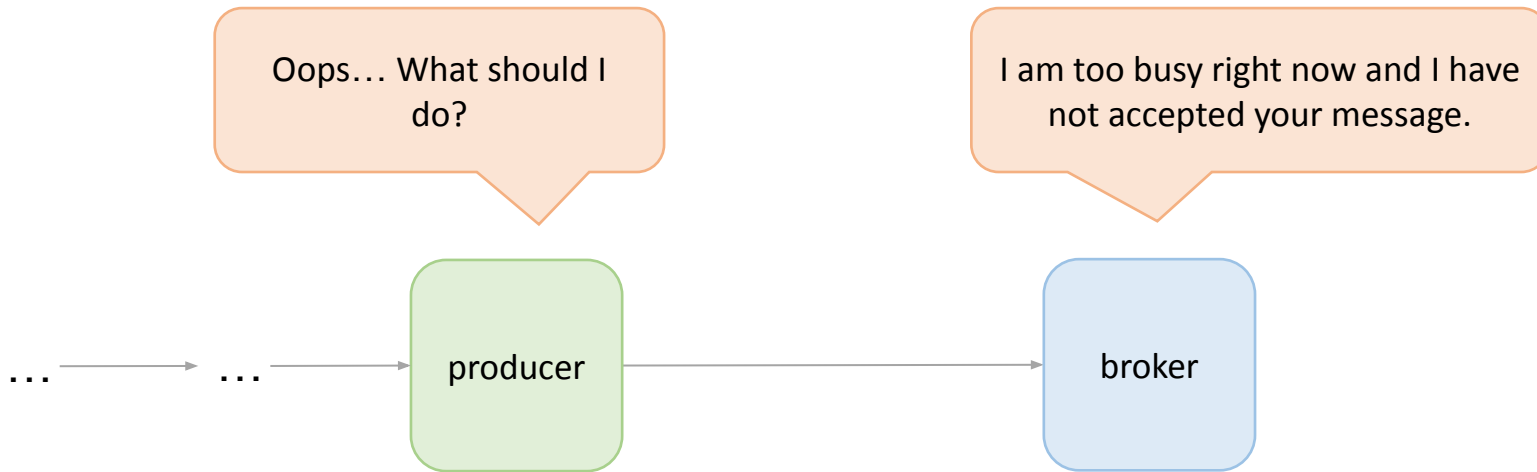 Oops… What should I
do?
I am too busy right now and I have
not accepted your message.
…
…
producer
broker